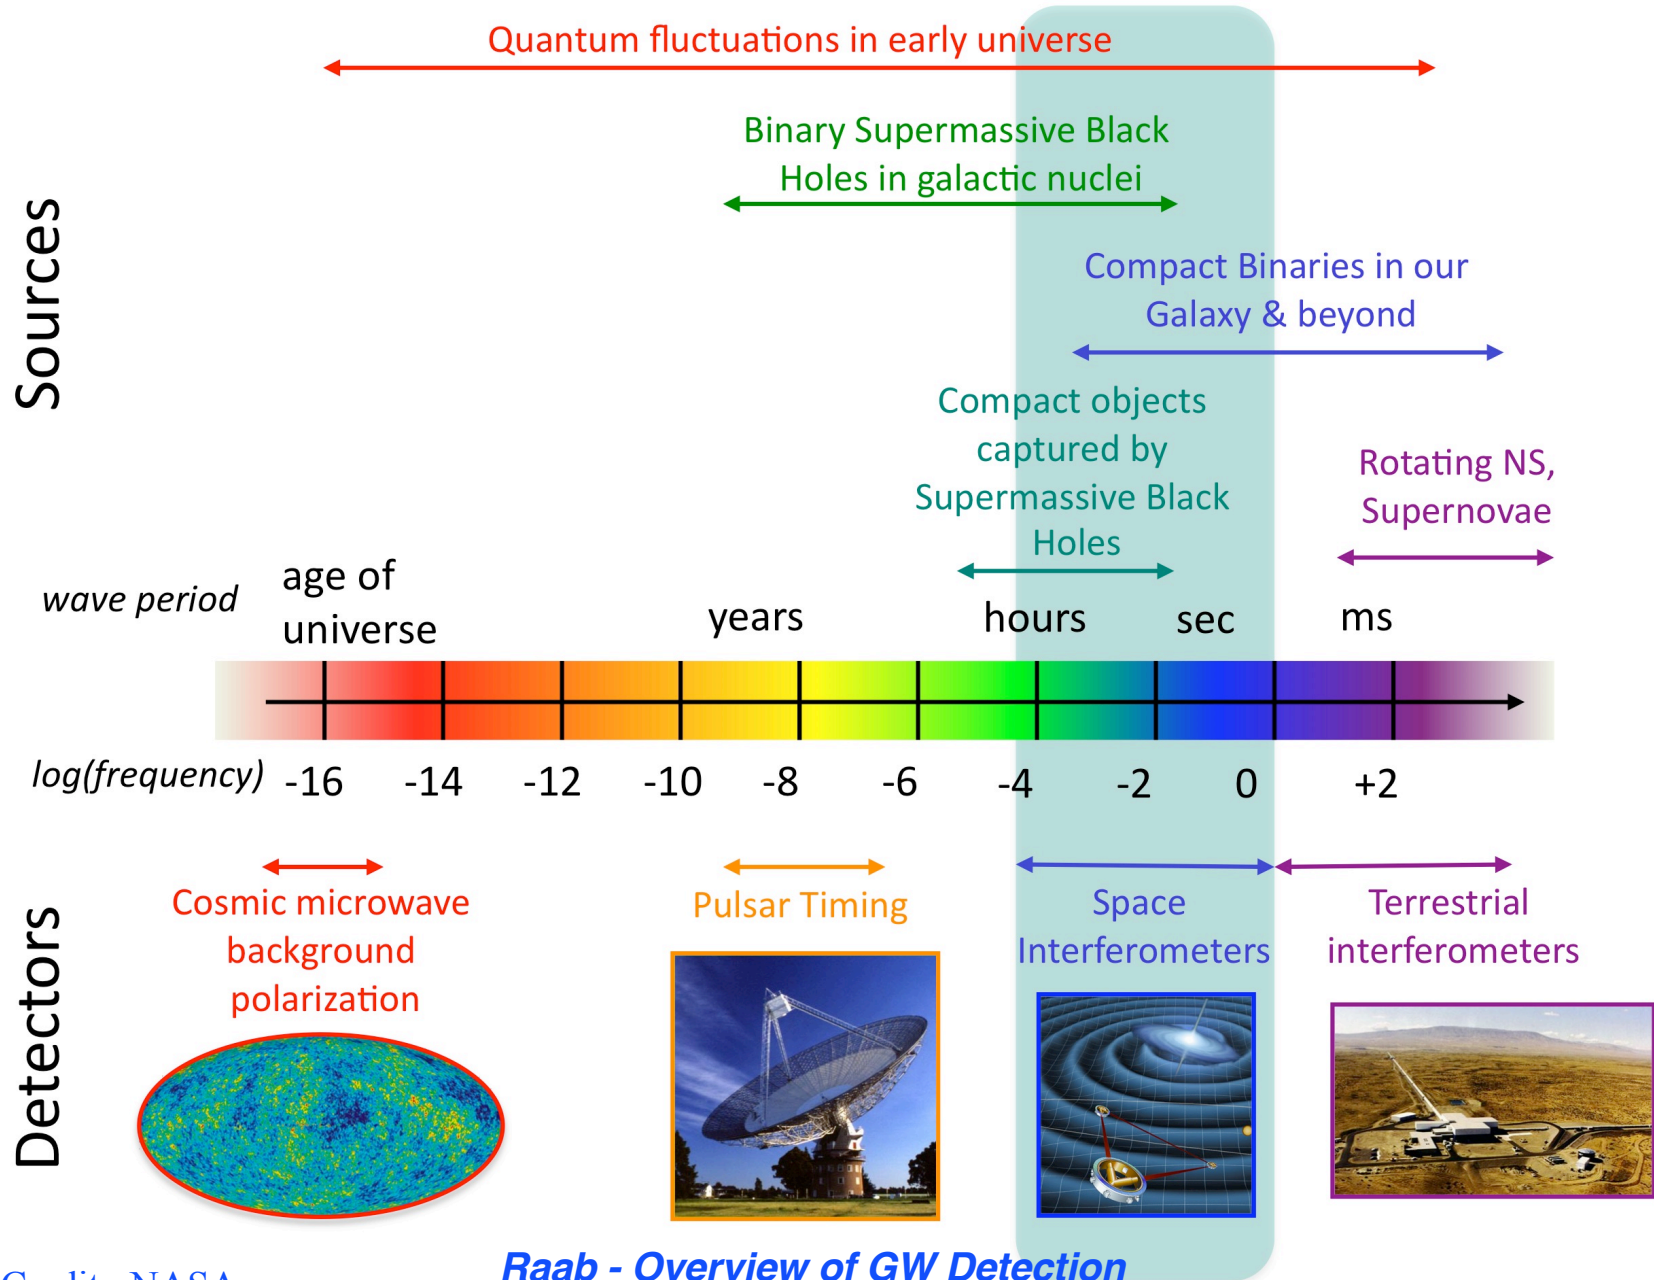 Quantum fluctuations in early universe
Binary Supermassive Black
Holes in galactic nuclei
Sources
Compact Binaries in our
Galaxy & beyond
Compact objects
captured by
Supermassive Black
Holes
Rotating NS,
Supernovae
wave period
age of
universe
years
hours
sec
ms
log(frequency)
-16
-14
-12
-10
-8
-6
-4
-2
0
+2
Detectors
Cosmic microwave
background
polarization
Pulsar Timing
Space
Interferometers
Terrestrial
interferometers
Raab - Overview of GW Detection